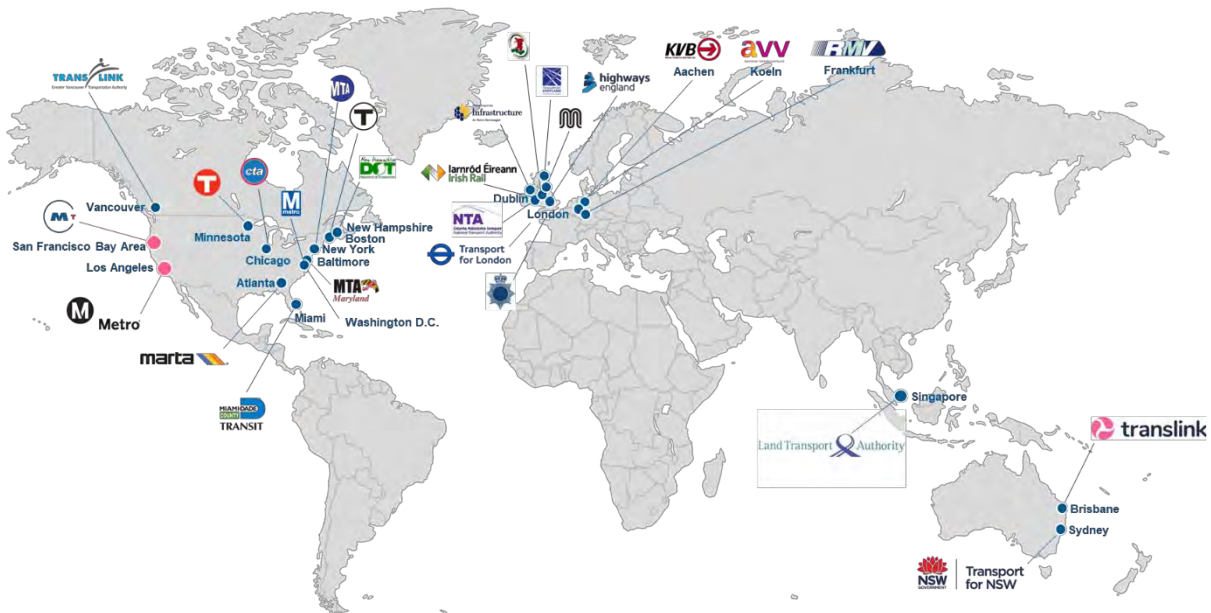 TRANS LINK
Greater Vancouver Transportation Authority
Vancouver
M T
San Francisco Bay Area
Los Angeles
M
Metro
T
Minnesota
cta
Chicago
M
metro
MTA
T
New Hampshire
DOT
New Hampshire
Boston
New York
Baltimore
MTA
Maryland
Washington D.C.
Atlanta
marta
Miami
MIAMI-DADE
COUNTY
TRANSIT
Infrastructure
Iarnród Éireann
Irish Rail
Dublin
NTA
Transport
for London
London
highways
england
KVB
Aachen
avv
Koeln
RMV
Frankfurt
Singapore
Land Transport Authority
translink
Brisbane
Sydney
NSW
GOVERNMENT
Transport
for NSW